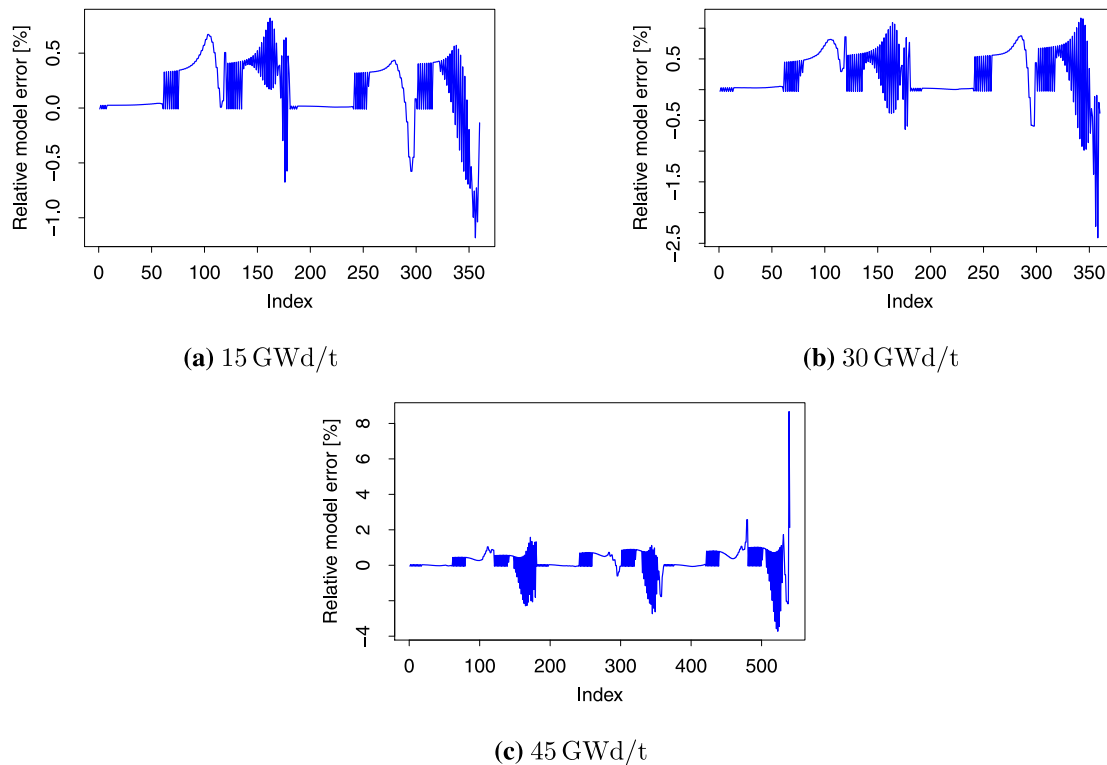 Relative model error [%]
0.5
0.0
−0.5
−1.0
0 50 100 150 200 250 300 350
Index
(a) 15 GWd/t
Relative model error [%]
0.5
−0.5
−1.5
−2.5
0 50 100 150 200 250 300 350
Index
(b) 30 GWd/t
Relative model error [%]
8
6
4
2
0
−4
0 100 200 300 400 500
Index
(c) 45 GWd/t